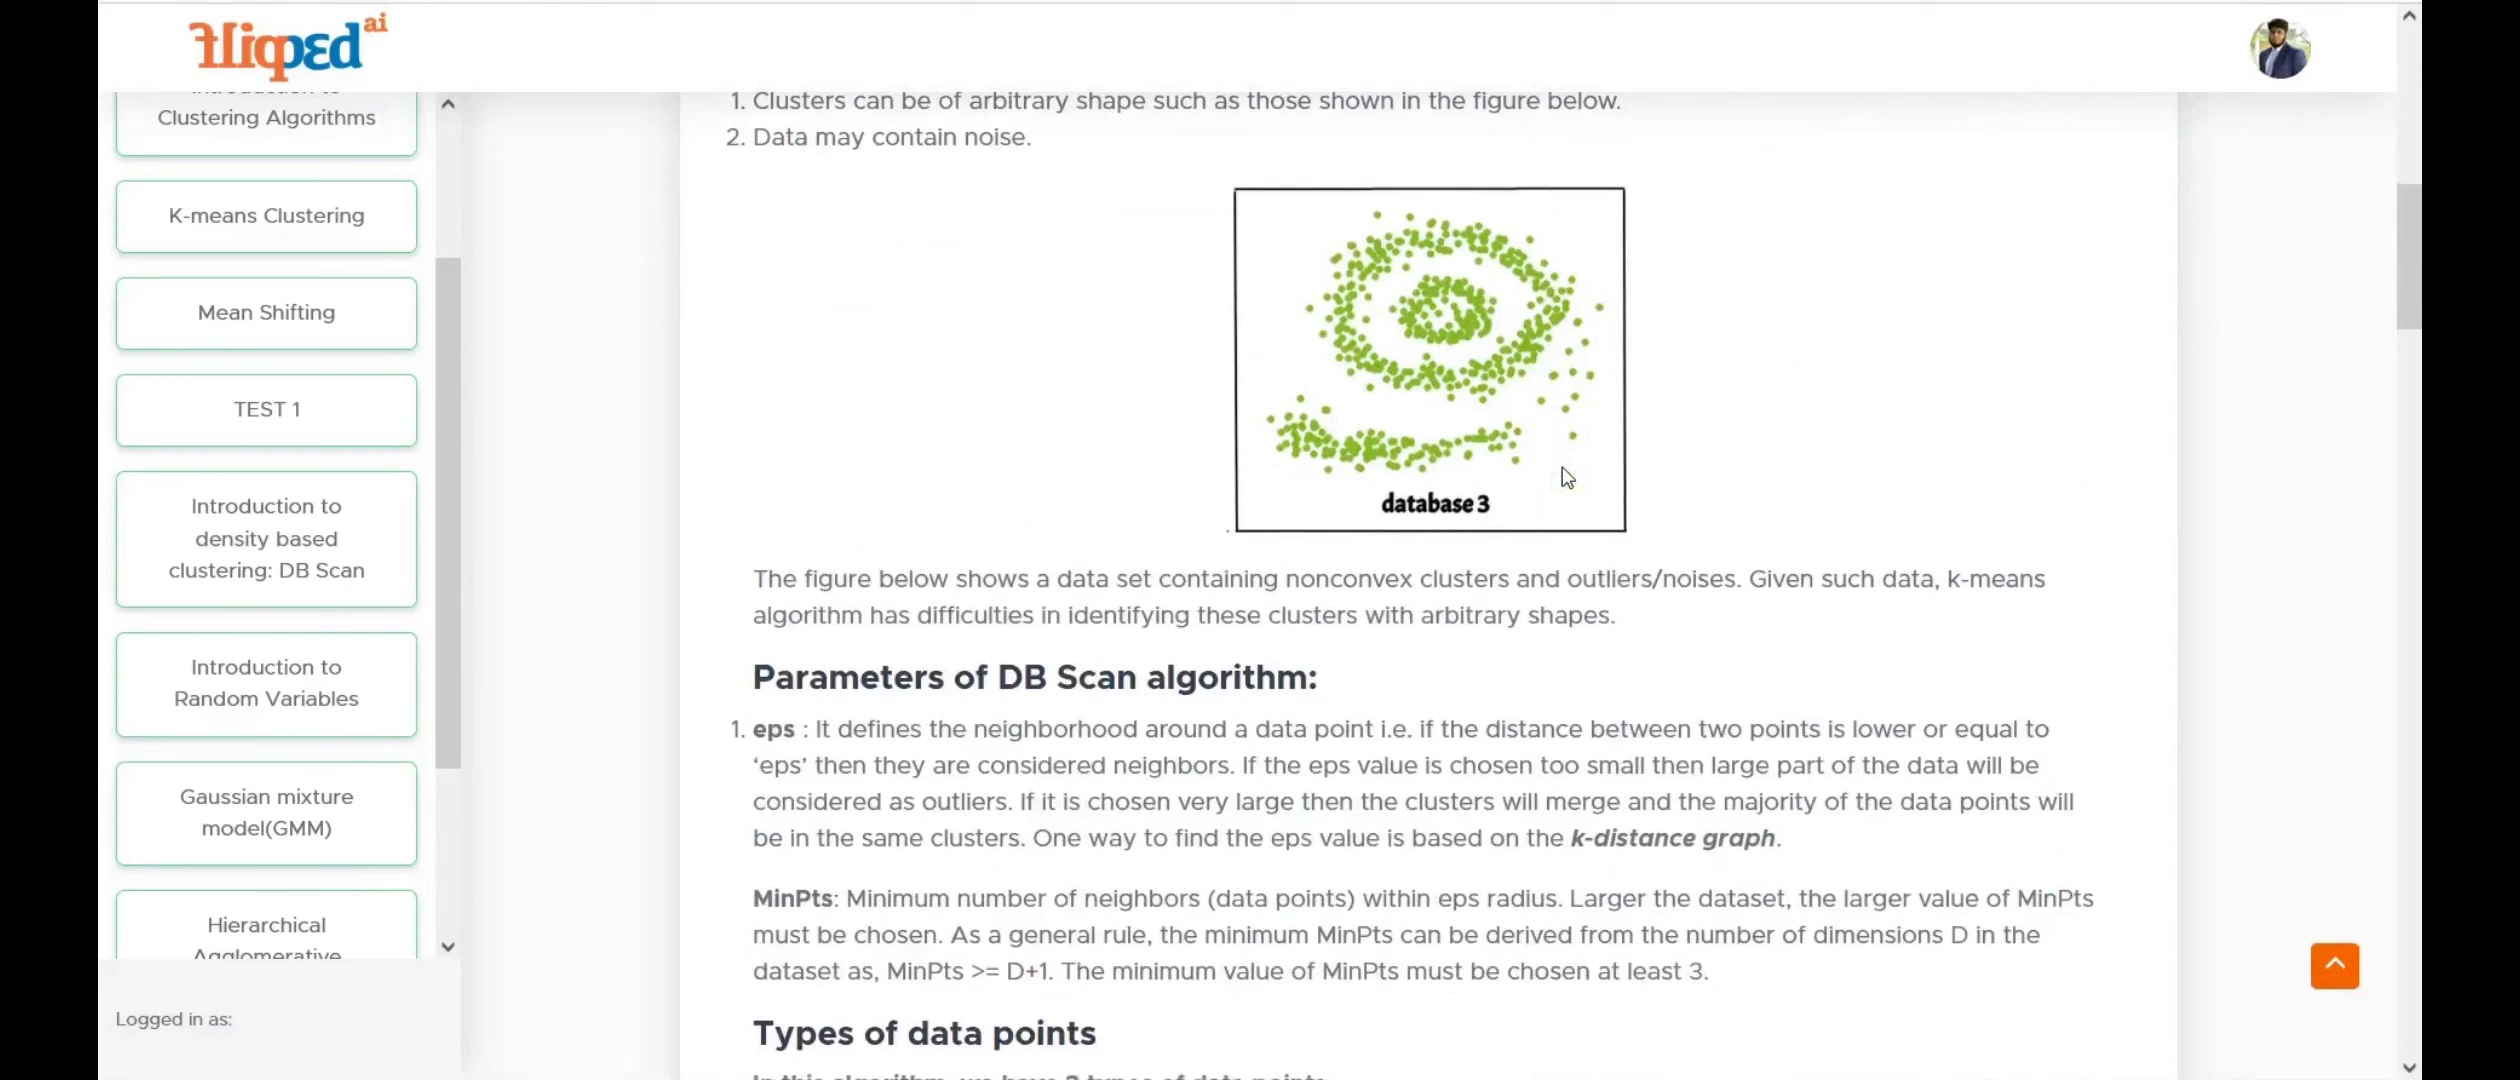 flipped ai
Clustering Algorithms
K-means Clustering
Mean Shifting
TEST 1
Introduction to
density based
clustering: DB Scan
Introduction to
Random Variables
Gaussian mixture
model(GMM)
Hierarchical
Agglomerative
Logged in as:
1. Clusters can be of arbitrary shape such as those shown in the figure below.
2. Data may contain noise.
database 3
The figure below shows a data set containing nonconvex clusters and outliers/noises. Given such data, k-means
algorithm has difficulties in identifying these clusters with arbitrary shapes.
Parameters of DB Scan algorithm:
1. eps : It defines the neighborhood around a data point i.e. if the distance between two points is lower or equal to
‘eps’ then they are considered neighbors. If the eps value is chosen too small then large part of the data will be
considered as outliers. If it is chosen very large then the clusters will merge and the majority of the data points will
be in the same clusters. One way to find the eps value is based on the k-distance graph.
MinPts: Minimum number of neighbors (data points) within eps radius. Larger the dataset, the larger value of MinPts
must be chosen. As a general rule, the minimum MinPts can be derived from the number of dimensions D in the
dataset as, MinPts >= D+1. The minimum value of MinPts must be chosen at least 3.
Types of data points